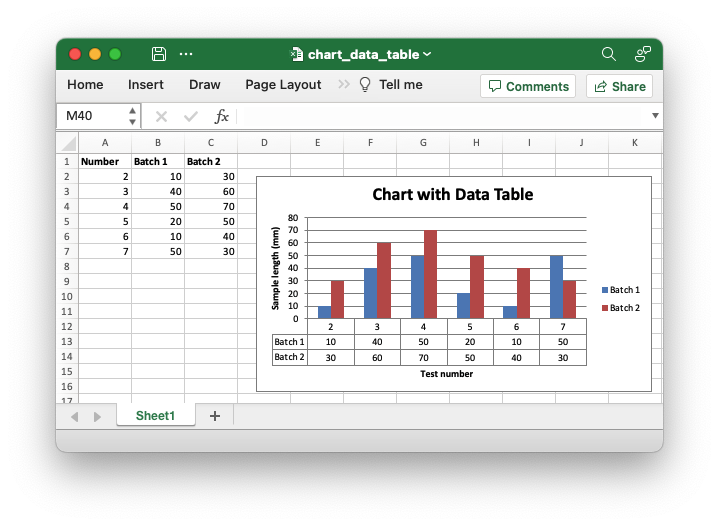 chart_data_table
Home Insert Draw Page Layout >> Tell me Comments Share
M40 fx
A B C D E F G H I J K
1 Number Batch 1 Batch 2
2 2 10 30
3 3 40 60
4 4 50 70
5 5 20 50
6 6 10 40
7 7 50 30
8
9
10
11
12
13
14
15
16
17
Chart with Data Table
Sample length (mm)
80
70
60
50
40
30
20
10
0
2 3 4 5 6 7
Batch 1 10 40 50 20 10 50
Batch 2 30 60 70 50 40 30
Test number
Batch 1
Batch 2
Sheet1 +